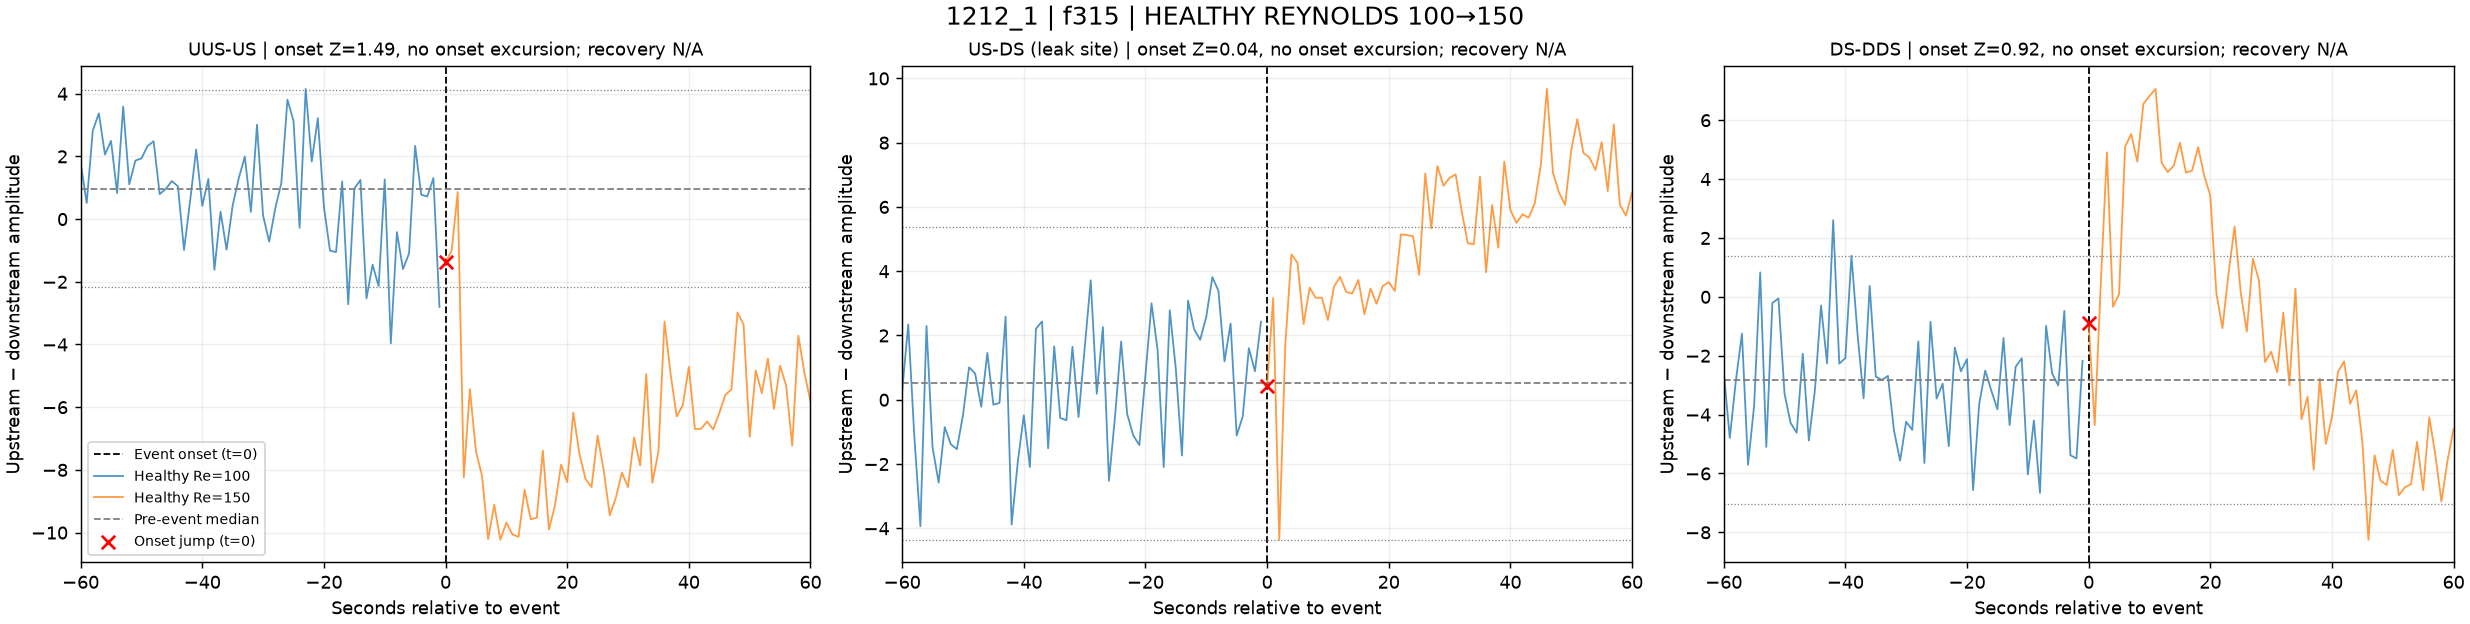 1212_1 | f315 | HEALTHY REYNOLDS 100→150
UUS-US | onset Z=1.49, no onset excursion; recovery N/A
Upstream − downstream amplitude
4
2
0
−2
−4
−6
−8
−10
Event onset (t=0)
Healthy Re=100
Healthy Re=150
Pre-event median
Onset jump (t=0)
−60 −40 −20 0 20 40 60
Seconds relative to event
US-DS (leak site) | onset Z=0.04, no onset excursion; recovery N/A
Upstream − downstream amplitude
10
8
6
4
2
0
−2
−4
−60 −40 −20 0 20 40 60
Seconds relative to event
DS-DDS | onset Z=0.92, no onset excursion; recovery N/A
Upstream − downstream amplitude
6
4
2
0
−2
−4
−6
−8
−60 −40 −20 0 20 40 60
Seconds relative to event